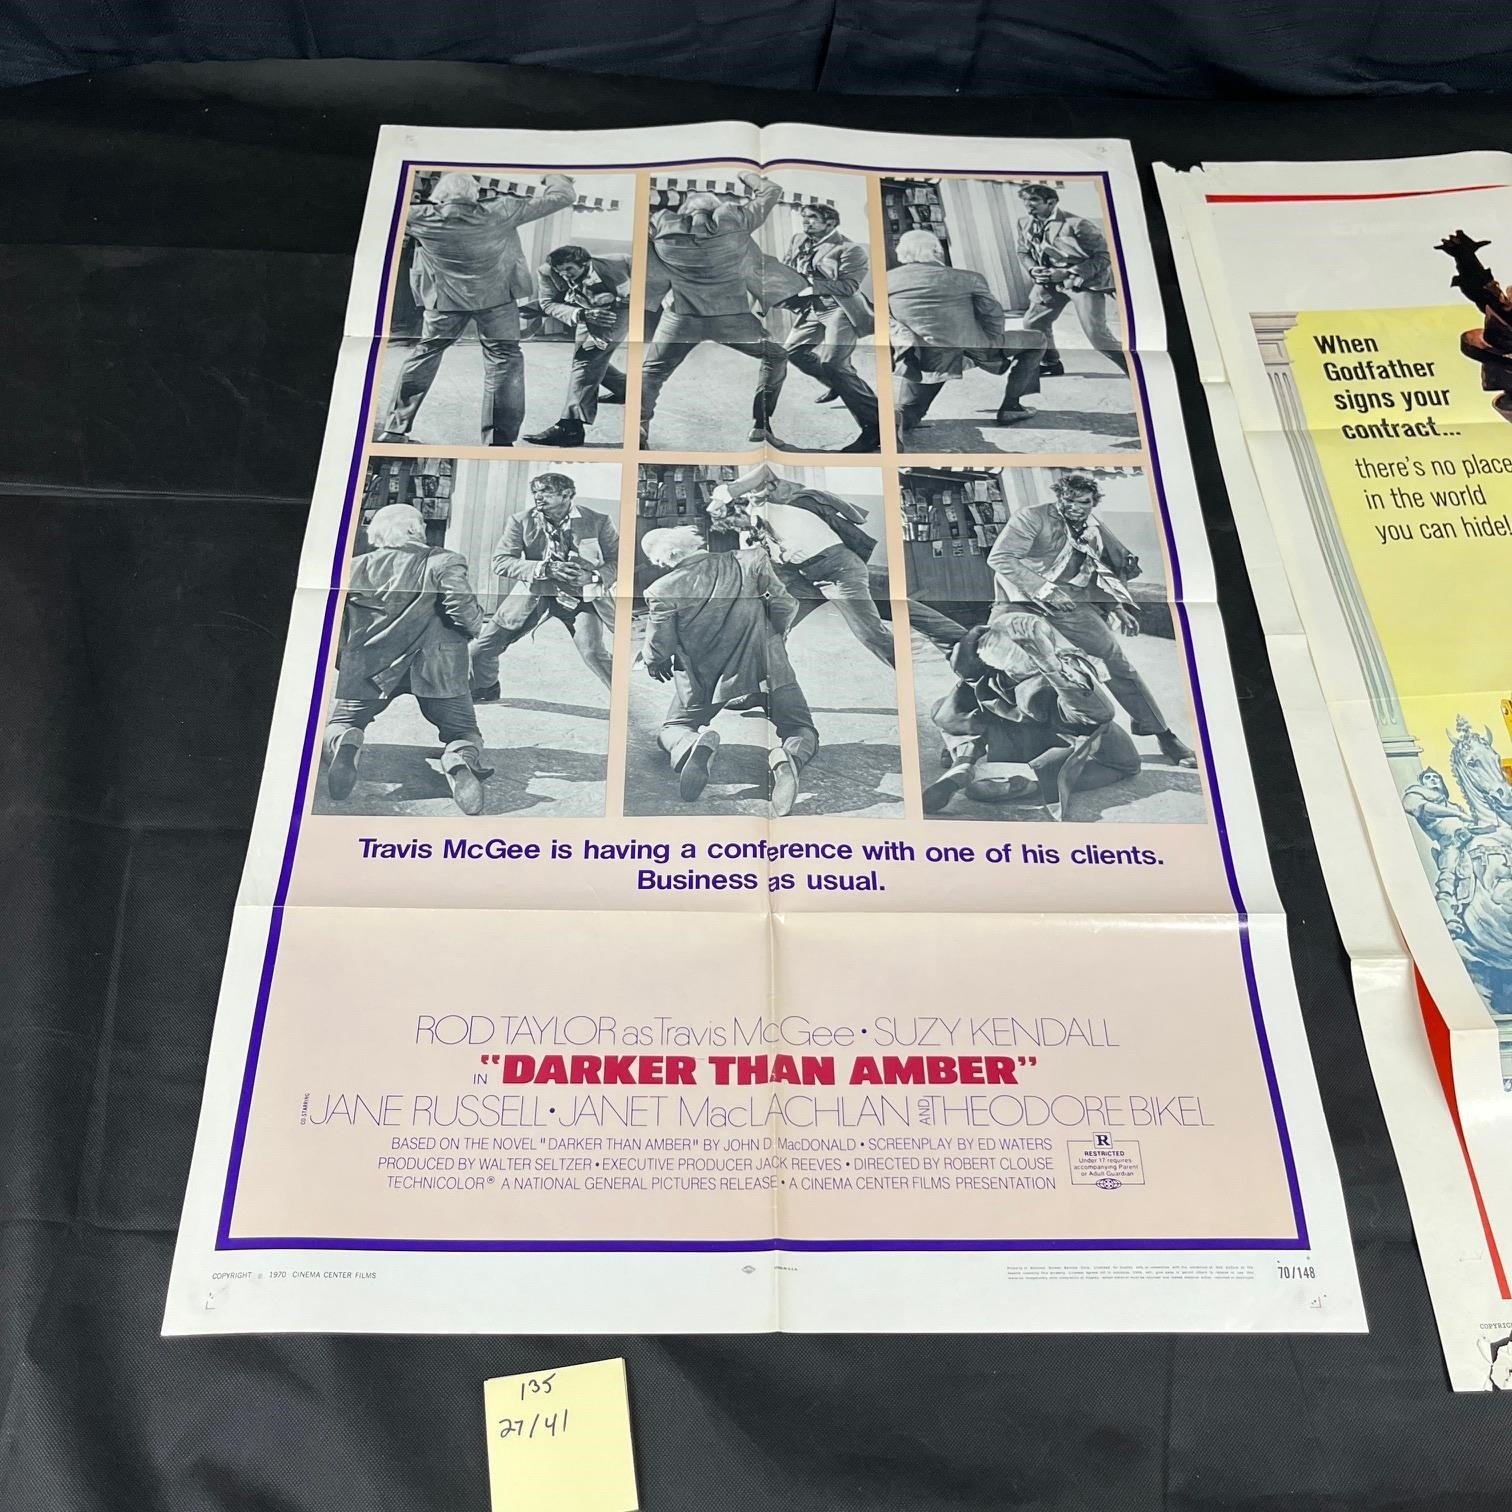 Travis McGee is having a conference with one of his clients.
Business as usual.
ROD TAYLOR as Travis McGee • SUZY KENDALL
IN "DARKER THAN AMBER"
CO-STARRING JANE RUSSELL • JANET MacLACHLAN AND THEODORE BIKEL
BASED ON THE NOVEL "DARKER THAN AMBER" BY JOHN D. MacDONALD • SCREENPLAY BY ED WATERS
PRODUCED BY WALTER SELTZER • EXECUTIVE PRODUCER JACK REEVES • DIRECTED BY ROBERT CLOUSE
TECHNICOLOR® A NATIONAL GENERAL PICTURES RELEASE • A CINEMA CENTER FILMS PRESENTATION
R
RESTRICTED
Under 17 requires
accompanying Parent
or Adult Guardian
COPYRIGHT © 1970 CINEMA CENTER FILMS
70/148
135
27/41
When
Godfather
signs your
contract...
there's no place
in the world
you can hide!